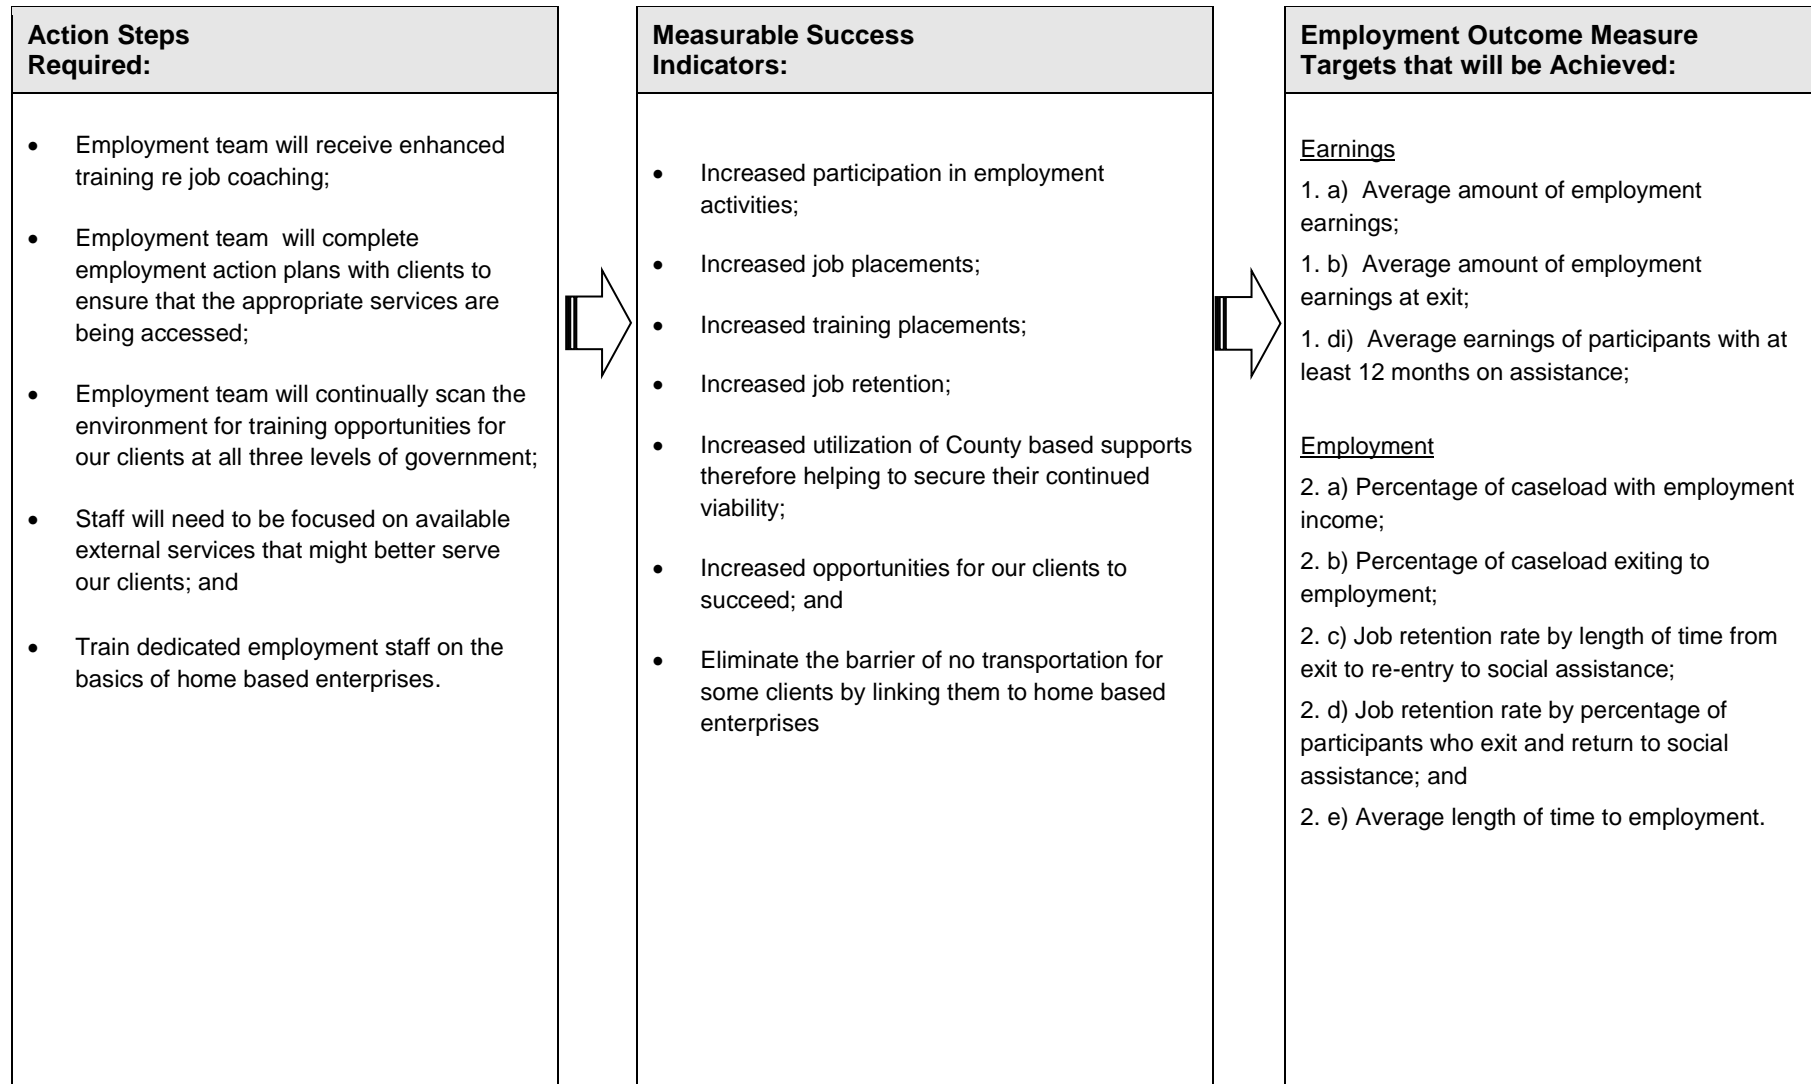 Action Steps
Required:
• Employment team will receive enhanced
training re job coaching;
• Employment team  will complete
employment action plans with clients to
ensure that the appropriate services are
being accessed;
• Employment team will continually scan the
environment for training opportunities for
our clients at all three levels of government;
• Staff will need to be focused on available
external services that might better serve
our clients; and
• Train dedicated employment staff on the
basics of home based enterprises.
Measurable Success
Indicators:
• Increased participation in employment
activities;
• Increased job placements;
• Increased training placements;
• Increased job retention;
• Increased utilization of County based supports
therefore helping to secure their continued
viability;
• Increased opportunities for our clients to
succeed; and
• Eliminate the barrier of no transportation for
some clients by linking them to home based
enterprises
Employment Outcome Measure
Targets that will be Achieved:
Earnings
1. a)  Average amount of employment
earnings;
1. b)  Average amount of employment
earnings at exit;
1. di)  Average earnings of participants with at
least 12 months on assistance;
Employment
2. a) Percentage of caseload with employment
income;
2. b) Percentage of caseload exiting to
employment;
2. c) Job retention rate by length of time from
exit to re-entry to social assistance;
2. d) Job retention rate by percentage of
participants who exit and return to social
assistance; and
2. e) Average length of time to employment.